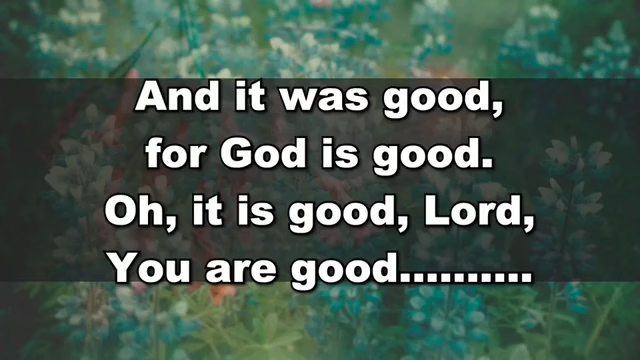 And it was good,
for God is good.
Oh, it is good, Lord,
You are good..........